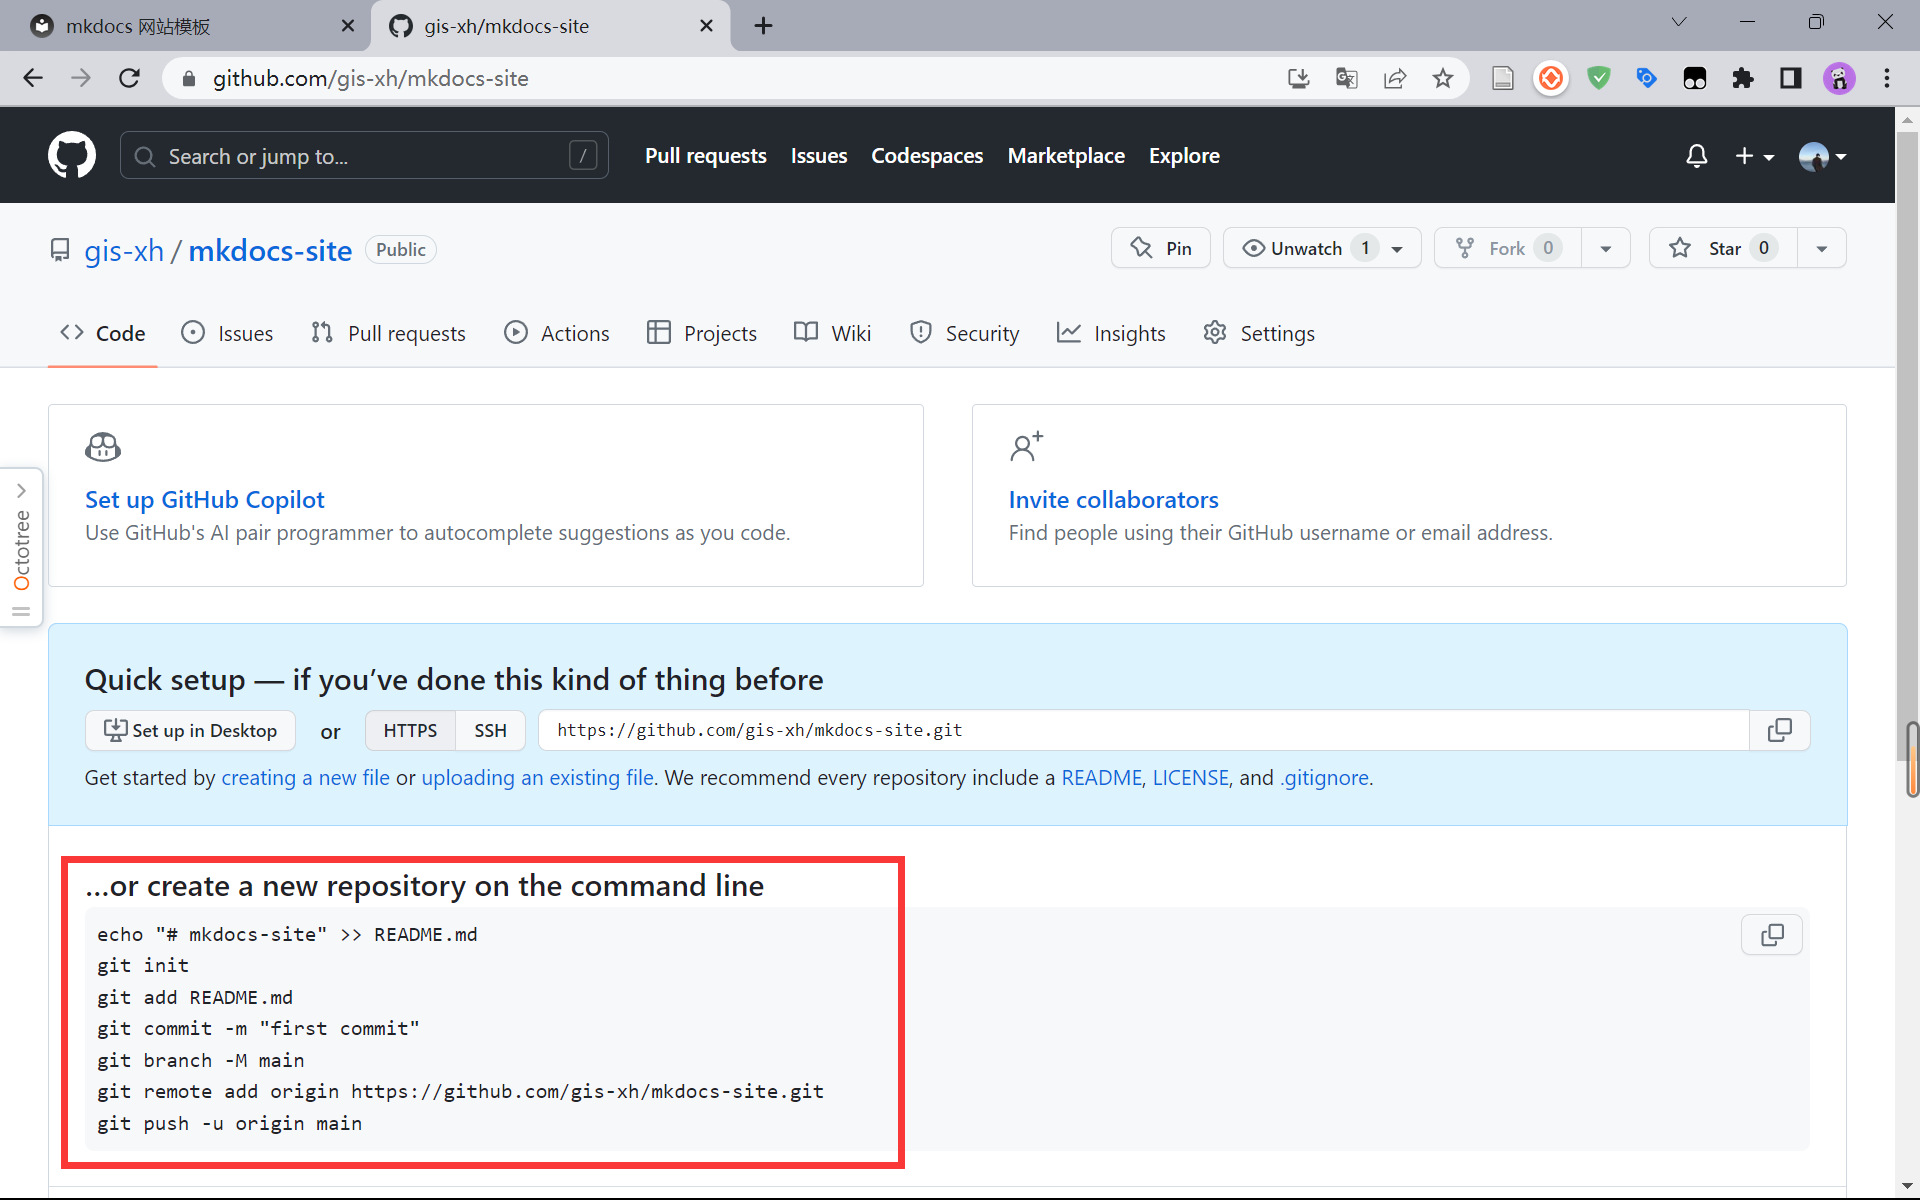 mkdocs 网站模板
gis-xh/mkdocs-site
github.com/gis-xh/mkdocs-site
Search or jump to...
/
Pull requests
Issues
Codespaces
Marketplace
Explore
gis-xh / mkdocs-site
Public
Pin
Unwatch 1
Fork 0
Star 0
Code
Issues
Pull requests
Actions
Projects
Wiki
Security
Insights
Settings
Octotree
Set up GitHub Copilot
Use GitHub's AI pair programmer to autocomplete suggestions as you code.
Invite collaborators
Find people using their GitHub username or email address.
Quick setup — if you’ve done this kind of thing before
Set up in Desktop
or
HTTPS
SSH
https://github.com/gis-xh/mkdocs-site.git
Get started by creating a new file or uploading an existing file. We recommend every repository include a README, LICENSE, and .gitignore.
…or create a new repository on the command line
echo "# mkdocs-site" >> README.md
git init
git add README.md
git commit -m "first commit"
git branch -M main
git remote add origin https://github.com/gis-xh/mkdocs-site.git
git push -u origin main